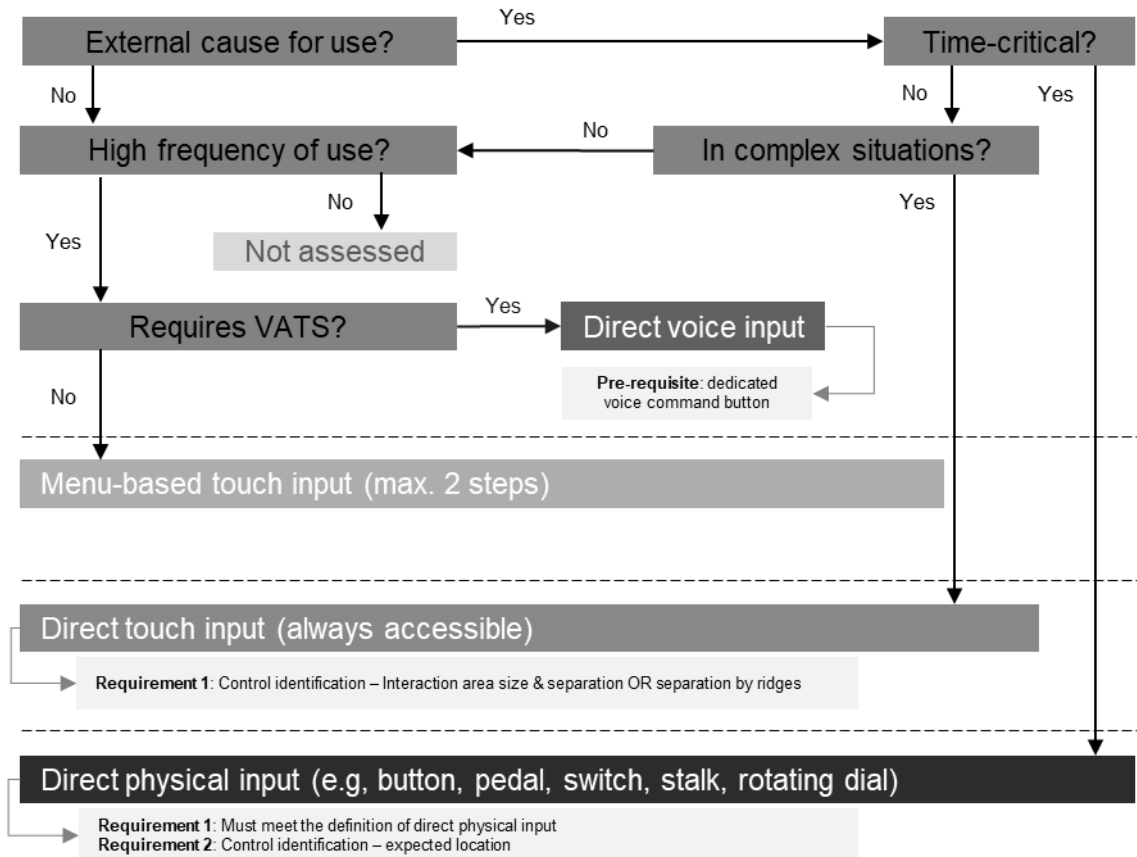 Yes
External cause for use?
Time-critical?
No
No
Yes
No
High frequency of use?
In complex situations?
No
Yes
Yes
Not assessed
Yes
Requires VATS?
Direct voice input
No
Pre-requisite: dedicated
voice command button
Menu-based touch input (max. 2 steps)
Direct touch input (always accessible)
Requirement 1: Control identification – Interaction area size & separation OR separation by ridges
Direct physical input (e.g, button, pedal, switch, stalk, rotating dial)
Requirement 1: Must meet the definition of direct physical input
Requirement 2: Control identification – expected location